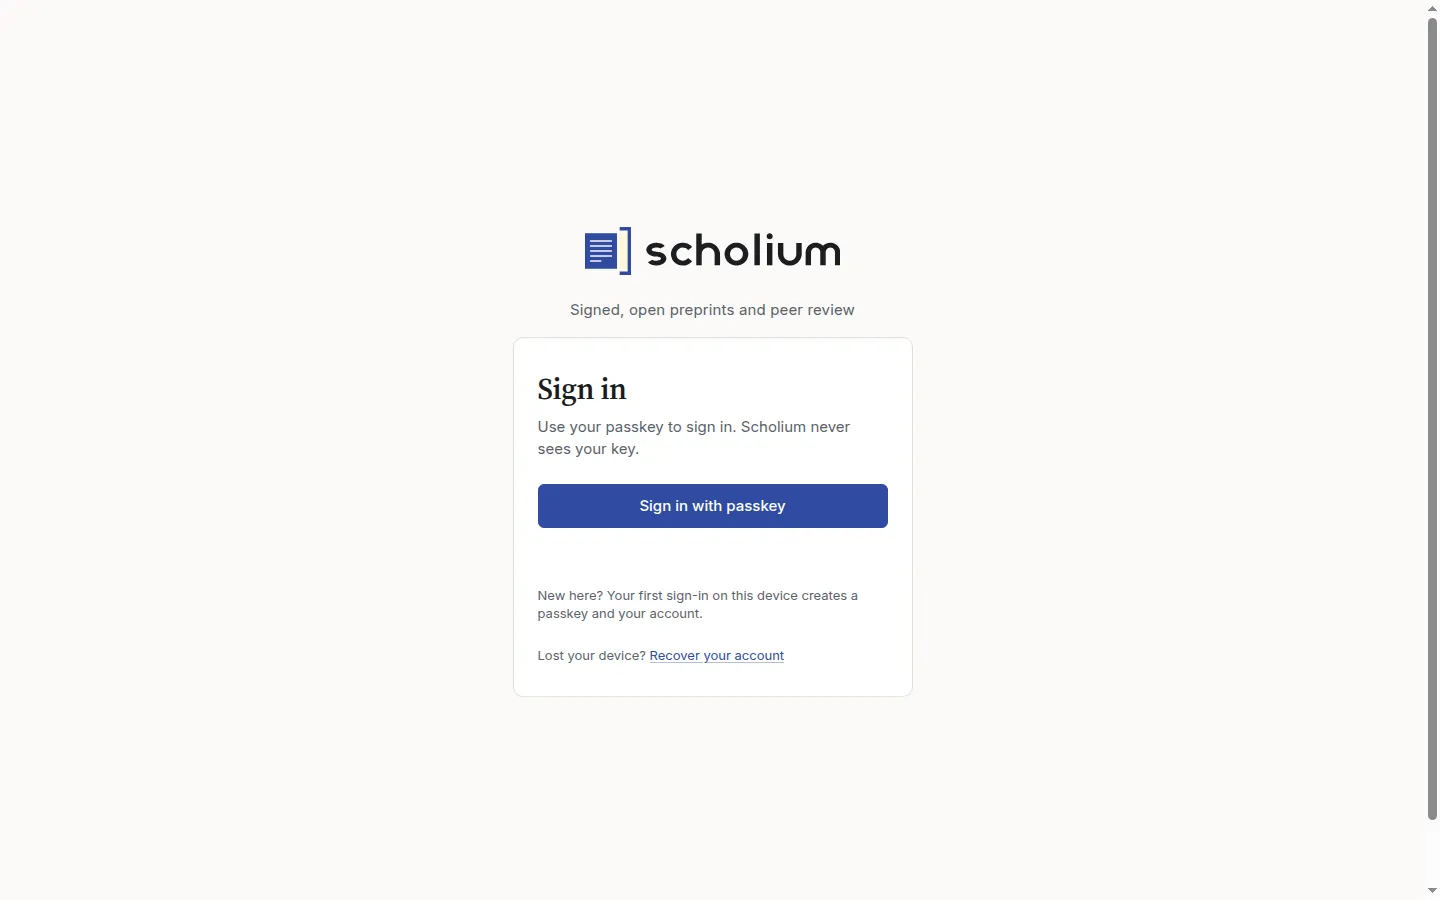 scholium
Signed, open preprints and peer review
Sign in
Use your passkey to sign in. Scholium never
sees your key.
Sign in with passkey
New here? Your first sign-in on this device creates a
passkey and your account.
Lost your device? Recover your account